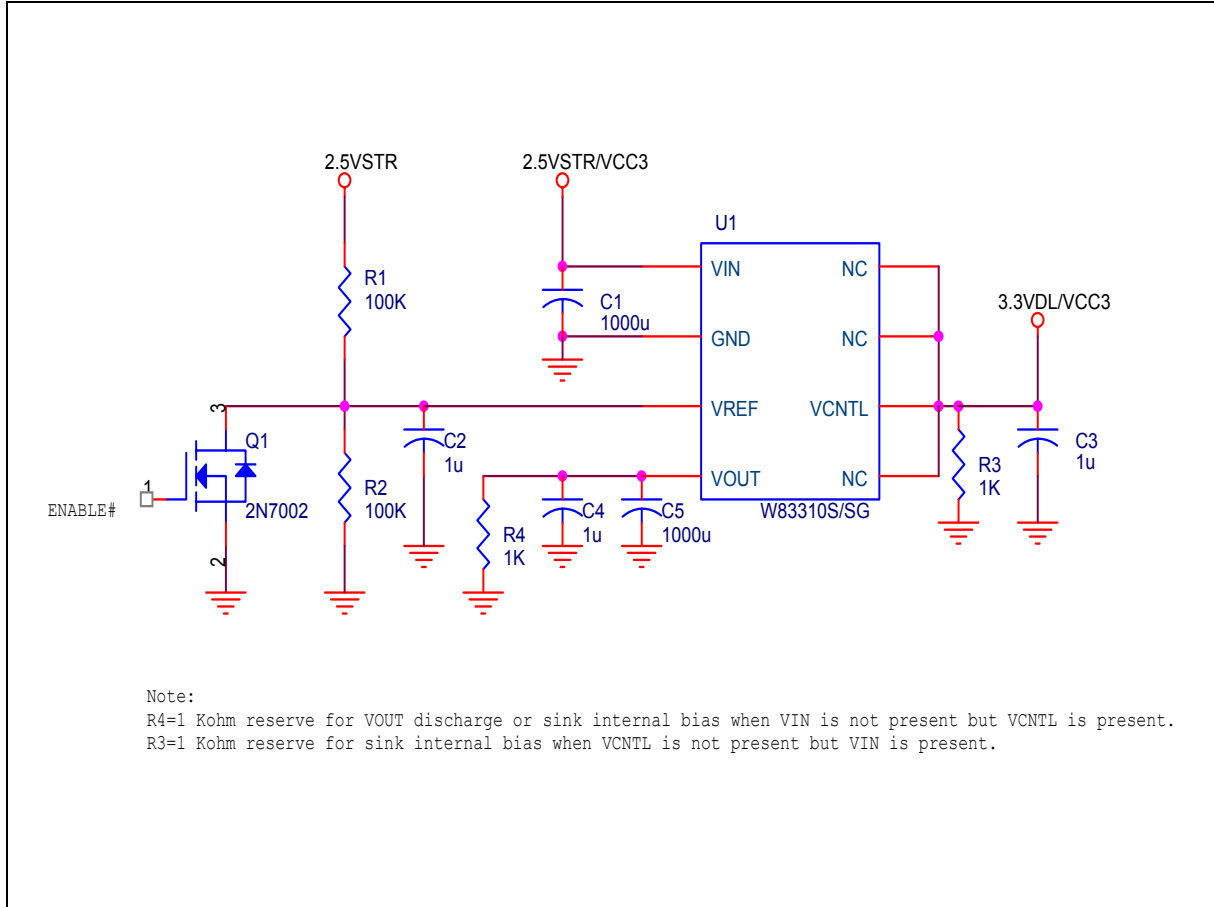 2.5VSTR
2.5VSTR/VCC3
U1
R1
100K
VIN
NC
C1
1000u
3.3VDL/VCC3
GND
NC
3
VREF
VCNTL
Q1
C2
1u
R3
1K
C3
1u
1
ENABLE#
2N7002
R2
100K
VOUT
NC
R4
1K
C4
1u
C5
1000u
W83310S/SG
2
Note:
R4=1 Kohm reserve for VOUT discharge or sink internal bias when VIN is not present but VCNTL is present.
R3=1 Kohm reserve for sink internal bias when VCNTL is not present but VIN is present.